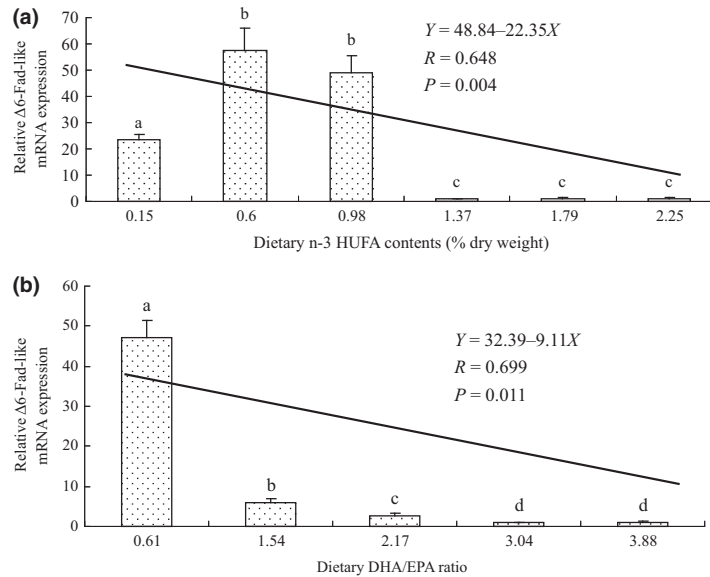 (a)
Relative Δ6-Fad-like
mRNA expression
70
60
50
40
30
20
10
0
a
b
b
c
c
c
Y = 48.84–22.35X
R = 0.648
P = 0.004
0.15
0.6
0.98
1.37
1.79
2.25
Dietary n-3 HUFA contents (% dry weight)
(b)
Relative Δ6-Fad-like
mRNA expression
60
50
40
30
20
10
0
a
b
c
d
d
Y = 32.39–9.11X
R = 0.699
P = 0.011
0.61
1.54
2.17
3.04
3.88
Dietary DHA/EPA ratio